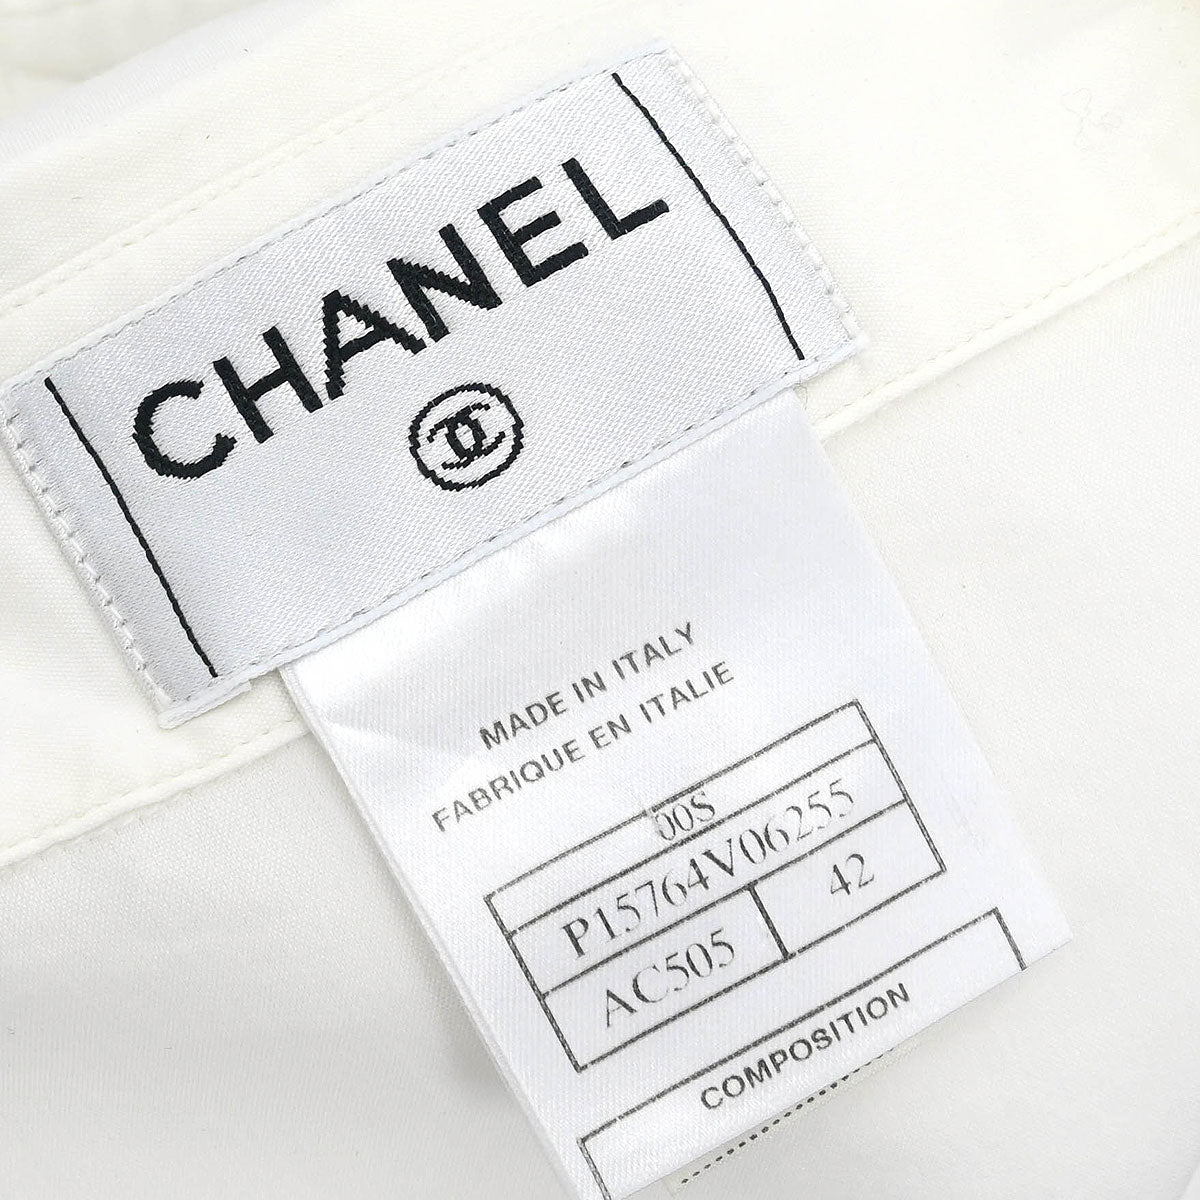 CHANEL
MADE IN ITALY
FABRIQUE EN ITALIE
00S
P15764V06255
AC505 42
COMPOSITION